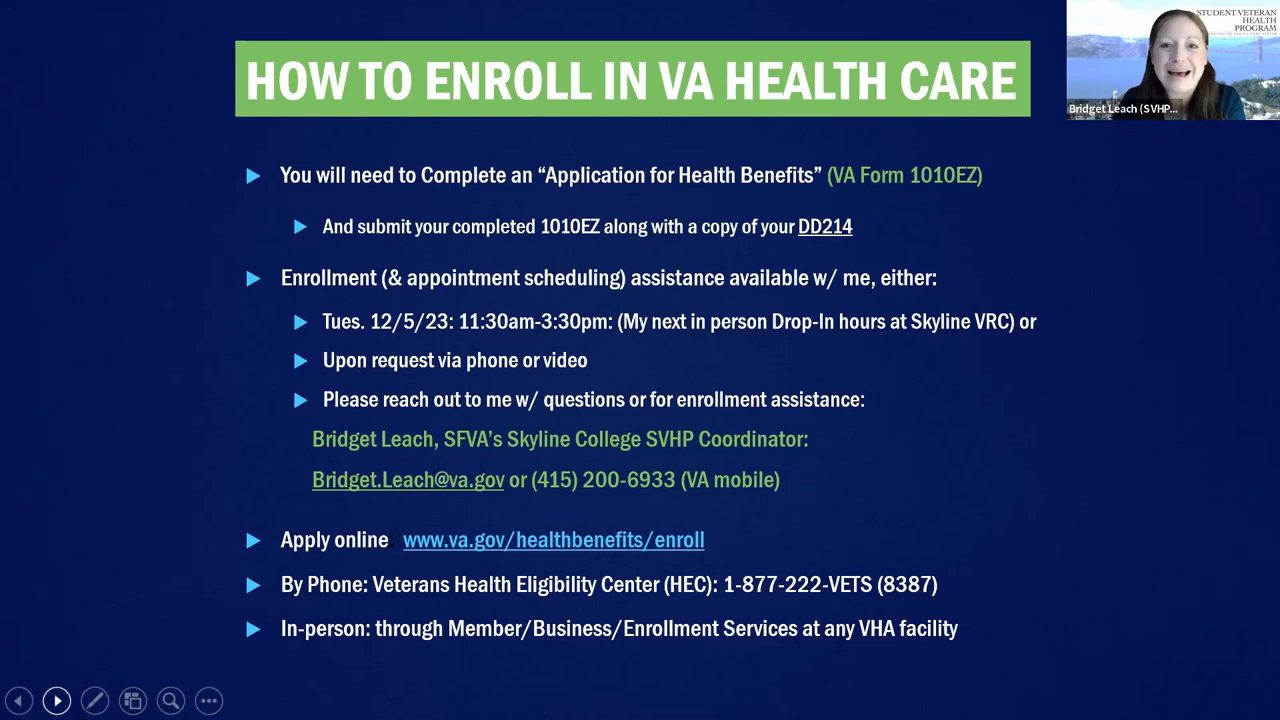 HOW TO ENROLL IN VA HEALTH CARE
STUDENT VETERAN
HEALTH
PROGRAM
Bridget Leach (SVHP...
You will need to Complete an “Application for Health Benefits” (VA Form 1010EZ)
And submit your completed 1010EZ along with a copy of your DD214
Enrollment (& appointment scheduling) assistance available w/ me, either:
Tues. 12/5/23: 11:30am-3:30pm: (My next in person Drop-In hours at Skyline VRC) or
Upon request via phone or video
Please reach out to me w/ questions or for enrollment assistance:
Bridget Leach, SFVA’s Skyline College SVHP Coordinator:
Bridget.Leach@va.gov or (415) 200-6933 (VA mobile)
Apply online: www.va.gov/healthbenefits/enroll
By Phone: Veterans Health Eligibility Center (HEC): 1-877-222-VETS (8387)
In-person: through Member/Business/Enrollment Services at any VHA facility